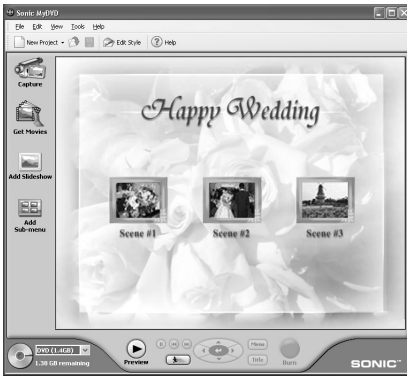 Sonic MyDVD
File Edit View Tools Help
New Project Edit Style Help
Capture
Get Movies
Add Slideshow
Add
Sub-menu
Happy Wedding
Scene #1 Scene #2 Scene #3
DVD (1.4GB)
1.38 GB remaining
Preview
Menu
Title
Burn
SONIC™